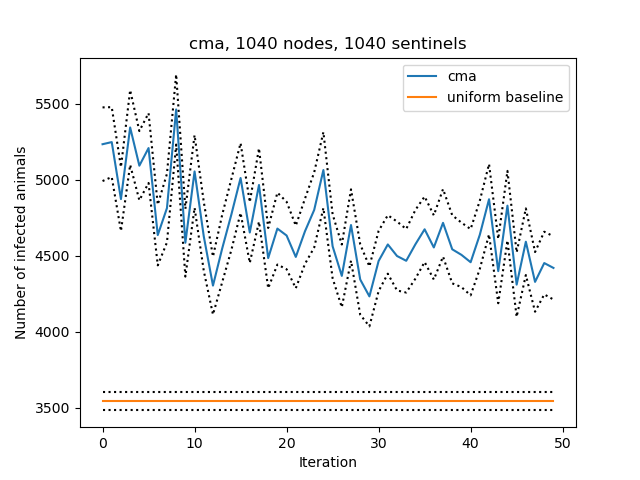 cma, 1040 nodes, 1040 sentinels
cma
uniform baseline
Number of infected animals
5500
5000
4500
4000
3500
0 10 20 30 40 50
Iteration